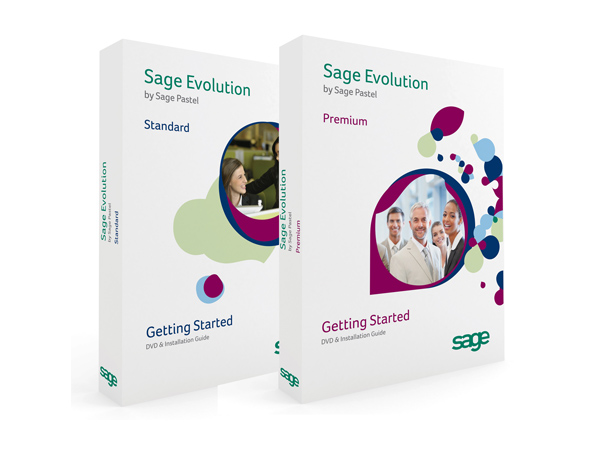 Sage Evolution
by Sage Pastel
Standard
Getting Started
DVD & Installation Guide
Sage Evolution
by Sage Pastel
Standard
sage
Sage Evolution
by Sage Pastel
Premium
Getting Started
DVD & Installation Guide
sage
Sage Evolution
by Sage Pastel
Premium
sage